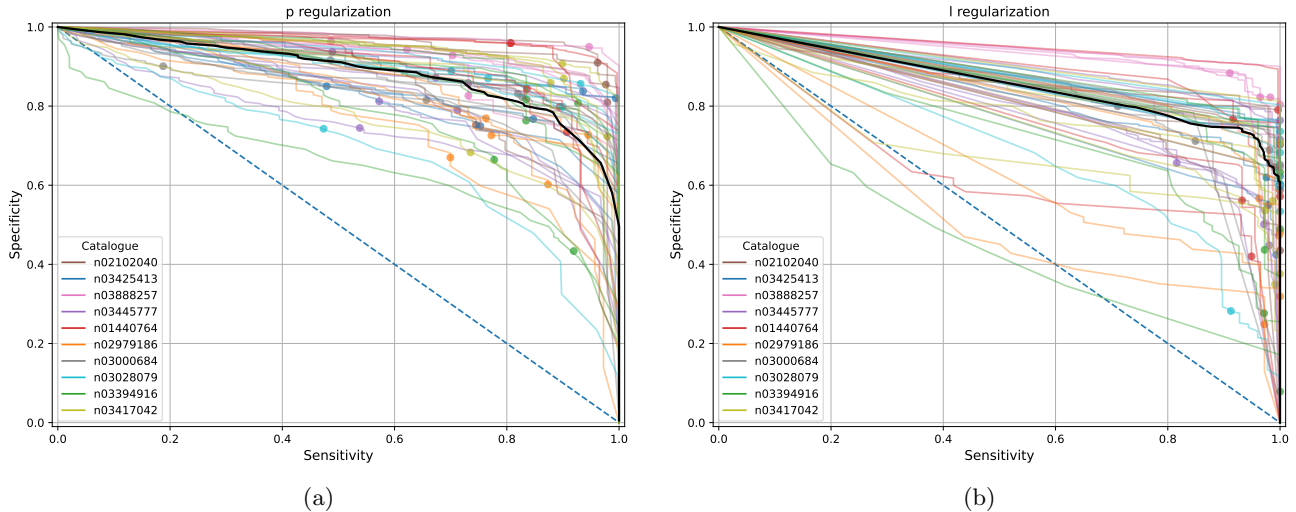 p regularization
1.0
0.8
0.6
0.4
0.2
0.0
Specificity
Catalogue
n02102040
n03425413
n03888257
n03445777
n01440764
n02979186
n03000684
n03028079
n03394916
n03417042
0.0 0.2 0.4 0.6 0.8 1.0
Sensitivity
(a)
l regularization
1.0
0.8
0.6
0.4
0.2
0.0
Specificity
Catalogue
n02102040
n03425413
n03888257
n03445777
n01440764
n02979186
n03000684
n03028079
n03394916
n03417042
0.0 0.2 0.4 0.6 0.8 1.0
Sensitivity
(b)